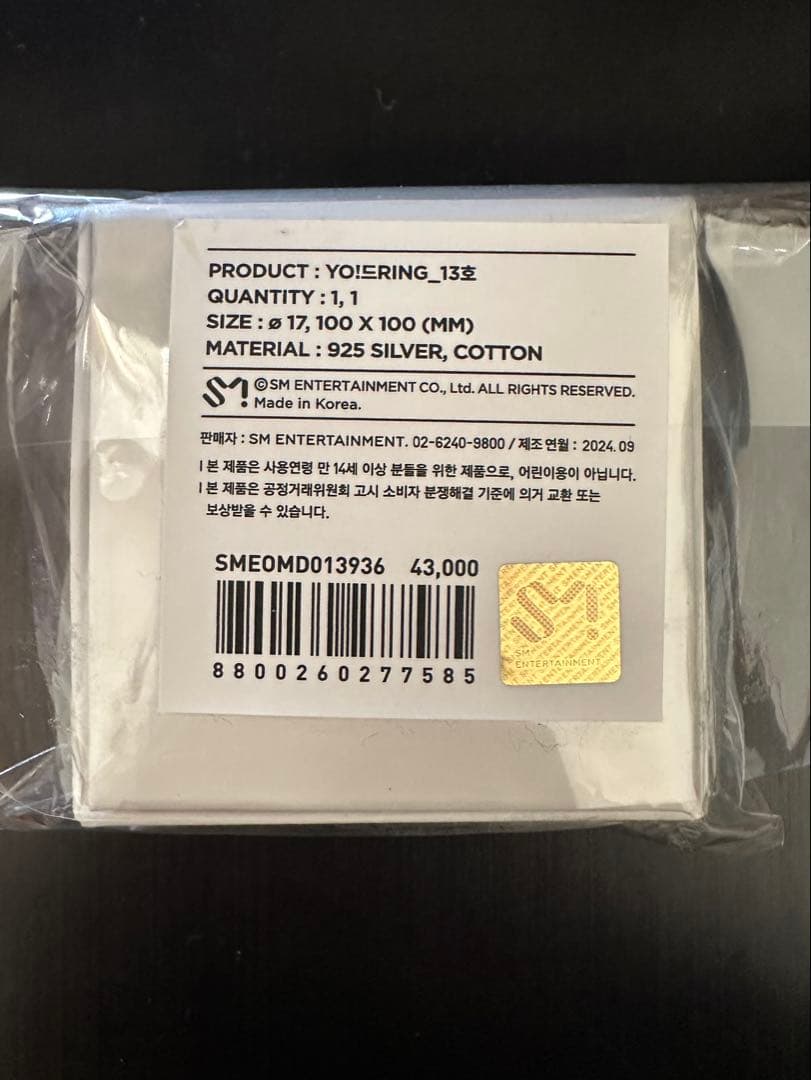 PRODUCT : YO!드RING_13호
QUANTITY : 1, 1
SIZE : ø 17, 100 X 100 (MM)
MATERIAL : 925 SILVER, COTTON
SM! ©SM ENTERTAINMENT CO., Ltd. ALL RIGHTS RESERVED.
Made in Korea.
판매자 : SM ENTERTAINMENT. 02-6240-9800 / 제조연월 : 2024.09
l 본 제품은 사용연령 만 14세 이상 분들을 위한 제품으로, 어린이용이 아닙니다.
l 본 제품은 공정거래위원회 고시 소비자 분쟁해결 기준에 의거 교환 또는
보상받을 수 있습니다.
SMEOMD013936 43,000
8800260277585
SM!
SM
ENTERTAINMENT